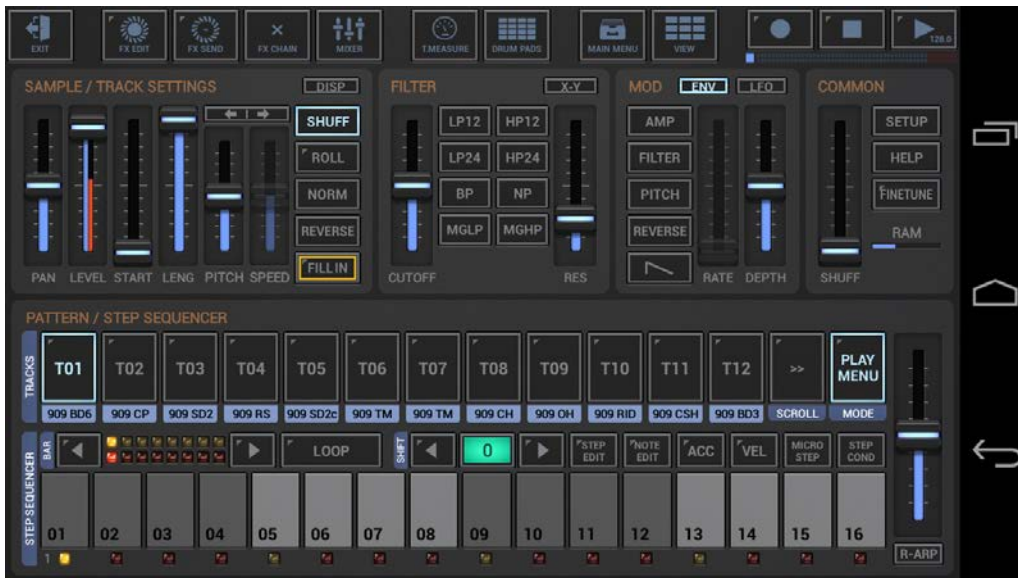 EXIT FX EDIT FX SEND FX CHAIN MIXER T.MEASURE DRUM PADS MAIN MENU VIEW 128.0
SAMPLE / TRACK SETTINGS DISP FILTER X-Y MOD ENV LFO COMMON
SHUFF LP12 HP12 AMP SETUP
ROLL LP24 HP24 FILTER HELP
NORM BP NP PITCH FINETUNE
REVERSE MGLP MGHP REVERSE RAM
FILL IN
PAN LEVEL START LENG PITCH SPEED CUTOFF RES RATE DEPTH SHUFF
PATTERN / STEP SEQUENCER
TRACKS T01 T02 T03 T04 T05 T06 T07 T08 T09 T10 T11 T12 >> PLAY MENU
909 BD6 909 CP 909 SD2 909 RS 909 SD2c 909 TM 909 TM 909 CH 909 OH 909 RID 909 CSH 909 BD3 SCROLL MODE
BAR LOOP SHIFT 0 STEP EDIT NOTE EDIT ACC VEL MICRO STEP STEP COND
STEP SEQUENCER 01 02 03 04 05 06 07 08 09 10 11 12 13 14 15 16
1 R-ARP